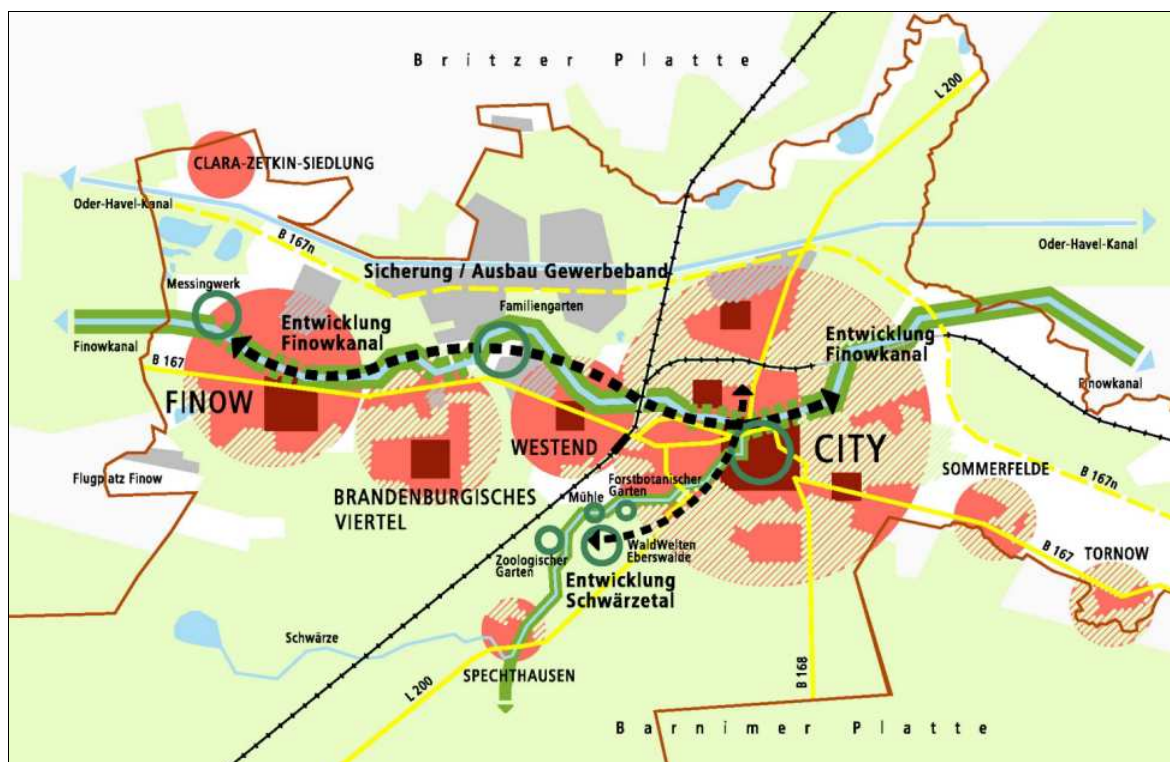 Britzer Platte
L 200
CLARA-ZETKIN-SIEDLUNG
Oder-Havel-Kanal
B 167n
Oder-Havel-Kanal
Sicherung / Ausbau Gewerbeband
Messingwerk
Familiengarten
Entwicklung
Finowkanal
Entwicklung
Finowkanal
Finowkanal
B 167
Finowkanal
FINOW
WESTEND
CITY
SOMMERFELDE
B 167n
Flugplatz Finow
BRANDENBURGISCHES
VIERTEL
Forstbotanischer
Garten
Mühle
Zoologischer
Garten
WaldWelten
Eberswalde
B 167
TORNOW
Entwicklung
Schwärzetal
Schwärze
SPECHTHAUSEN
L 200
B 168
Barnimer Platte